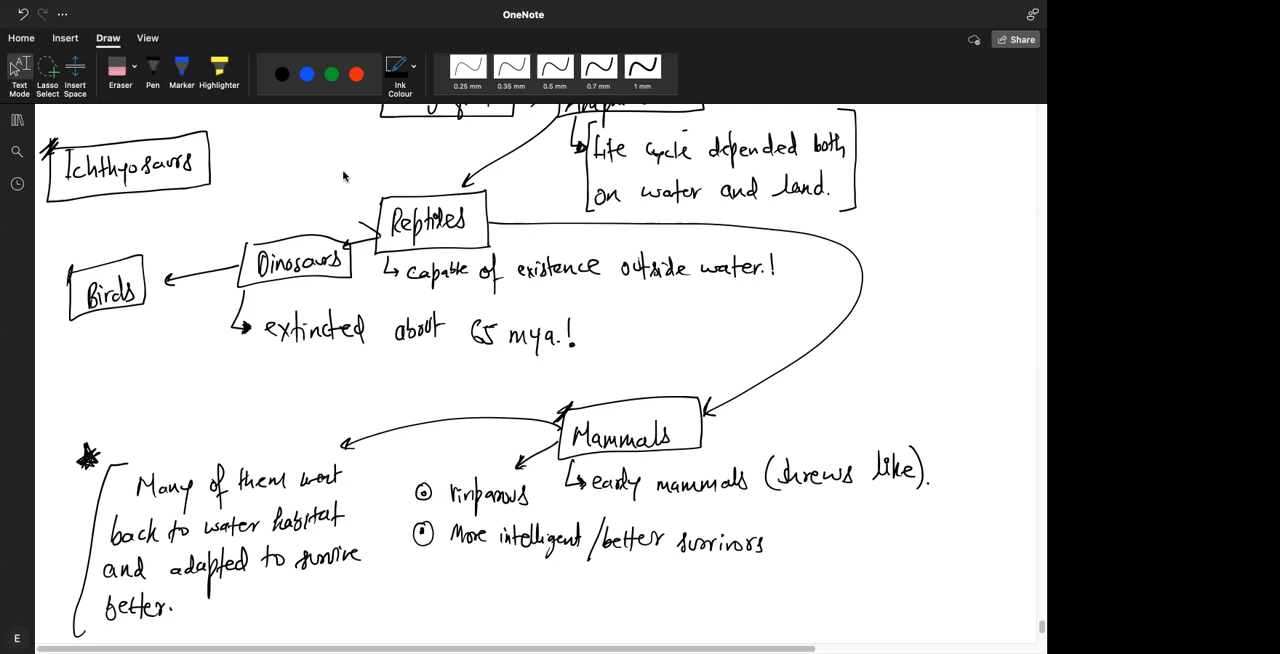 OneNote
Home Insert Draw View
Share
Text Mode
Lasso Select
Insert Space
Eraser
Pen
Marker
Highlighter
Ink Colour
0.25 mm
0.35 mm
0.5 mm
0.7 mm
1 mm
Ichthyosaurs
Life cycle depended both
on water and land.
Reptiles
capable of existence outside water.!
Dinosaurs
Birds
extincted about 65 mya.!
Mammals
early mammals (shrews like).
Many of them went
back to water habitat
and adapted to survive
better.
viviparous
More intelligent/better survivors
E